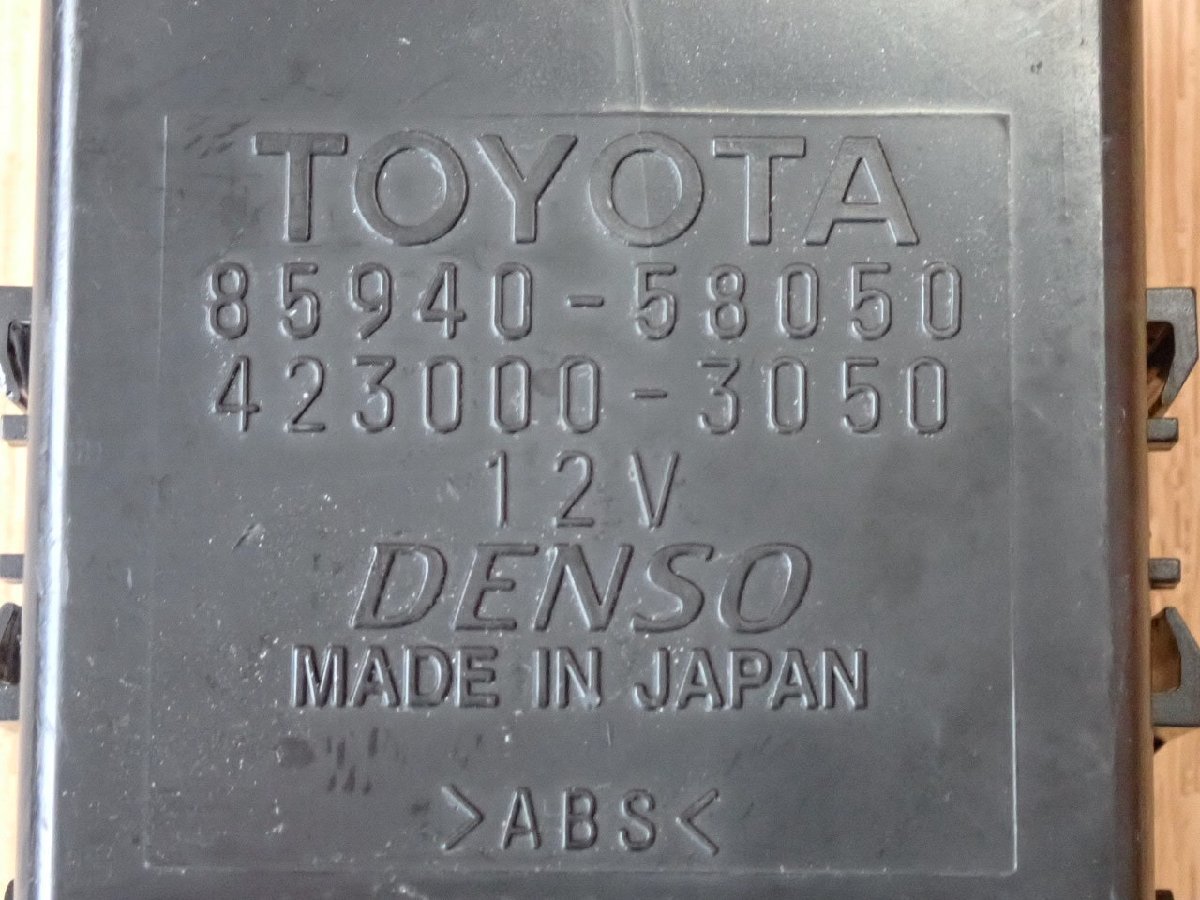 TOYOTA
85940-58050
423000-3050
12V
DENSO
MADE IN JAPAN
>ABS<